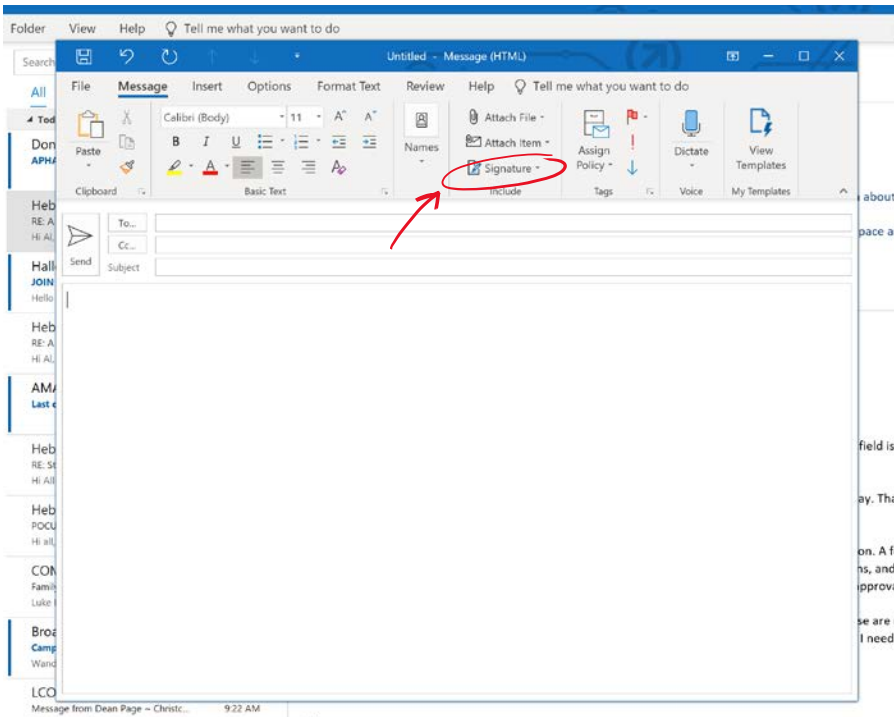 Folder View Help Tell me what you want to do
Search
Untitled - Message (HTML)
File Message Insert Options Format Text Review Help Tell me what you want to do
All
Calibri (Body) 11
Attach File
Tod
B I U
Names
Attach Item
Assign
Policy
Dictate
View
Templates
Don
Paste
APHA
Signature
Clipboard Basic Text Include Tags Voice My Templates
about
Heb
RE: A
To...
Hi Al,
Cc...
pace a
Send
Subject
Hall
JOIN
Hello
Heb
RE: A
Hi Al,
AMA
Last
Heb
field is
RE: St
Hi All
ay. Tha
Heb
POCU
Hi all,
on. A f
CON
ns, and
Family
approva
Luke
se are
Broa
I need
Camp
Wand
LCO
Message from Dean Page ~ Christc... 9:22 AM